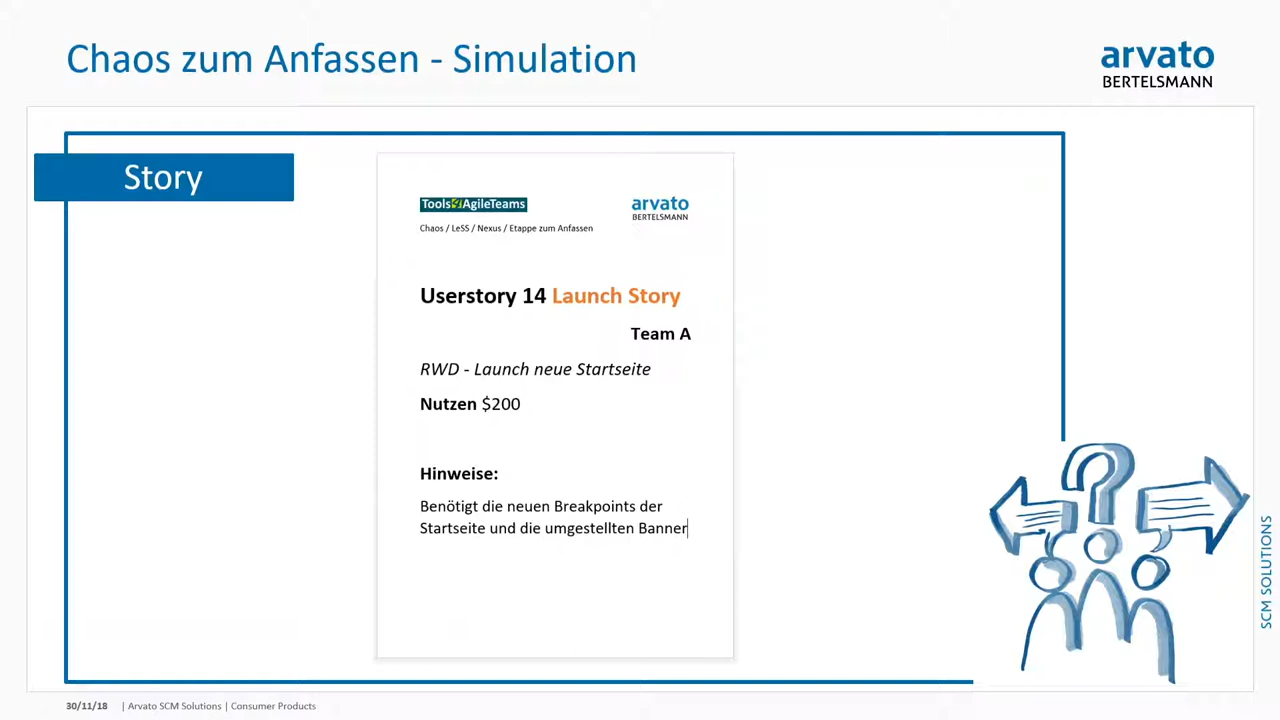 Chaos zum Anfassen - Simulation
arvato
BERTELSMANN
Story
Tools4AgileTeams
arvato
BERTELSMANN
Chaos / LeSS / Nexus / Etappe zum Anfassen
Userstory 14 Launch Story
Team A
RWD - Launch neue Startseite
Nutzen $200
Hinweise:
Benötigt die neuen Breakpoints der
Startseite und die umgestellten Banner
?
SCM SOLUTIONS
30/11/18 | Arvato SCM Solutions | Consumer Products